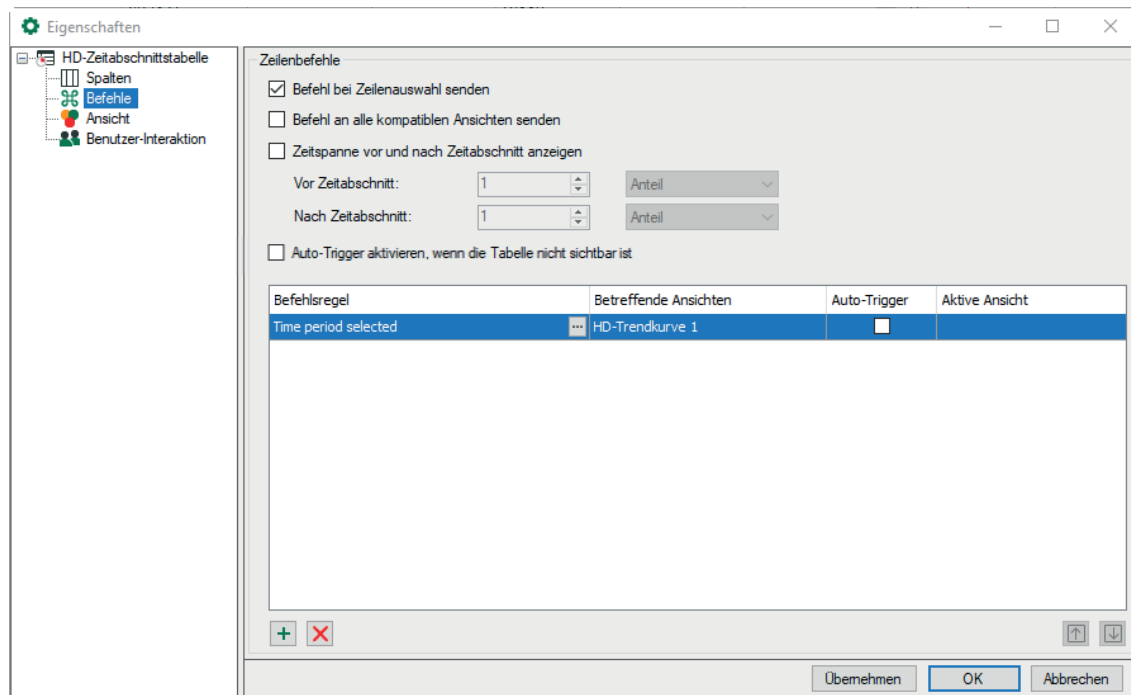 Eigenschaften
HD-Zeitabschnittstabelle
Spalten
Befehle
Ansicht
Benutzer-Interaktion
Zeilenbefehle
Befehl bei Zeilenauswahl senden
Befehl an alle kompatiblen Ansichten senden
Zeitspanne vor und nach Zeitabschnitt anzeigen
Vor Zeitabschnitt: 1 Anteil
Nach Zeitabschnitt: 1 Anteil
Auto-Trigger aktivieren, wenn die Tabelle nicht sichtbar ist
Befehlsregel Betreffende Ansichten Auto-Trigger Aktive Ansicht
Time period selected ... HD-Trendkurve 1
Übernehmen OK Abbrechen